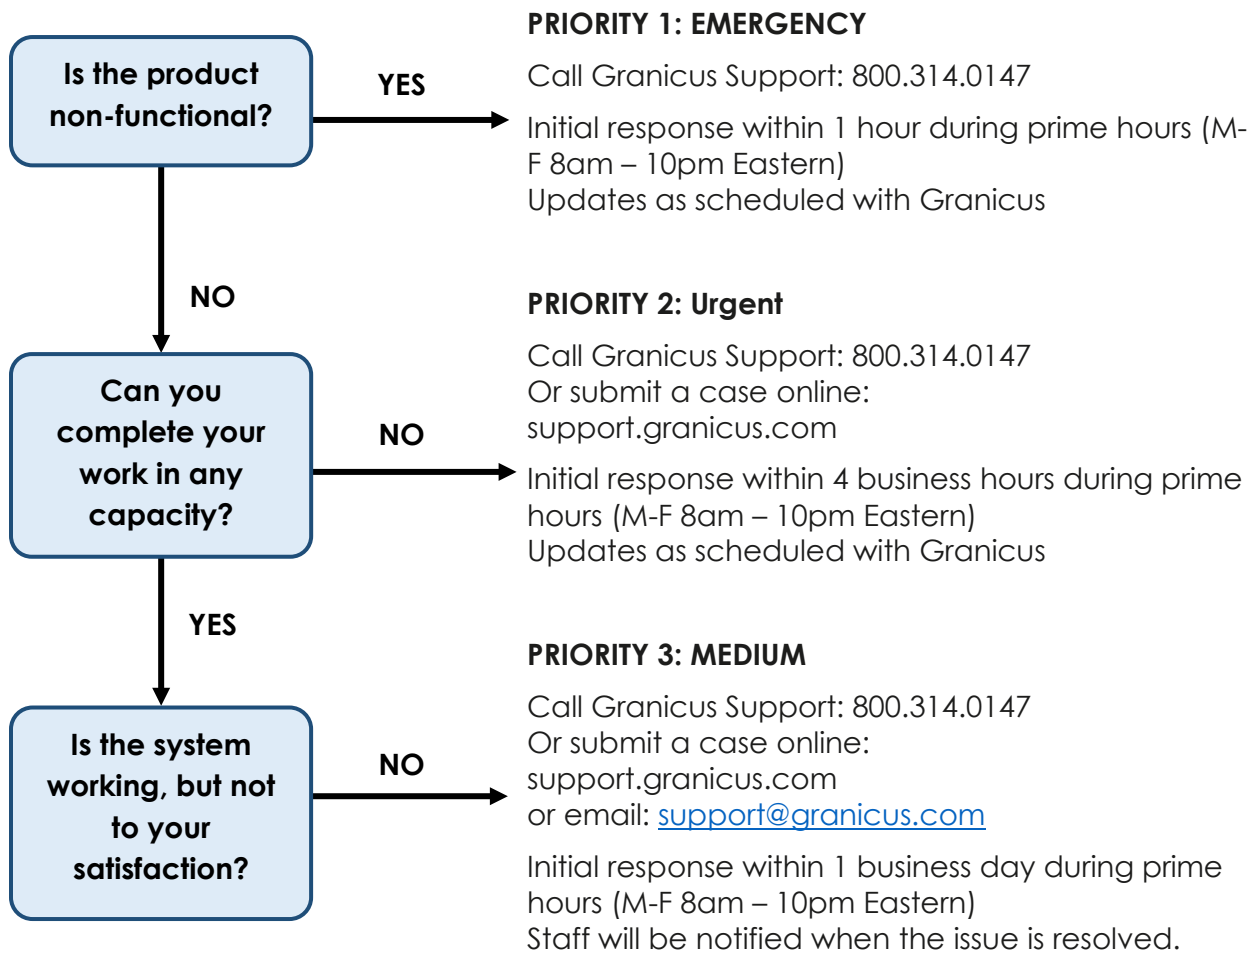 PRIORITY 1: EMERGENCY
Is the product
non-functional?
YES
Call Granicus Support: 800.314.0147
Initial response within 1 hour during prime hours (M-
F 8am – 10pm Eastern)
Updates as scheduled with Granicus
NO
PRIORITY 2: Urgent
Can you
complete your
work in any
capacity?
NO
Call Granicus Support: 800.314.0147
Or submit a case online:
support.granicus.com
Initial response within 4 business hours during prime
hours (M-F 8am – 10pm Eastern)
Updates as scheduled with Granicus
YES
PRIORITY 3: MEDIUM
Is the system
working, but not
to your
satisfaction?
NO
Call Granicus Support: 800.314.0147
Or submit a case online:
support.granicus.com
or email: support@granicus.com
Initial response within 1 business day during prime
hours (M-F 8am – 10pm Eastern)
Staff will be notified when the issue is resolved.